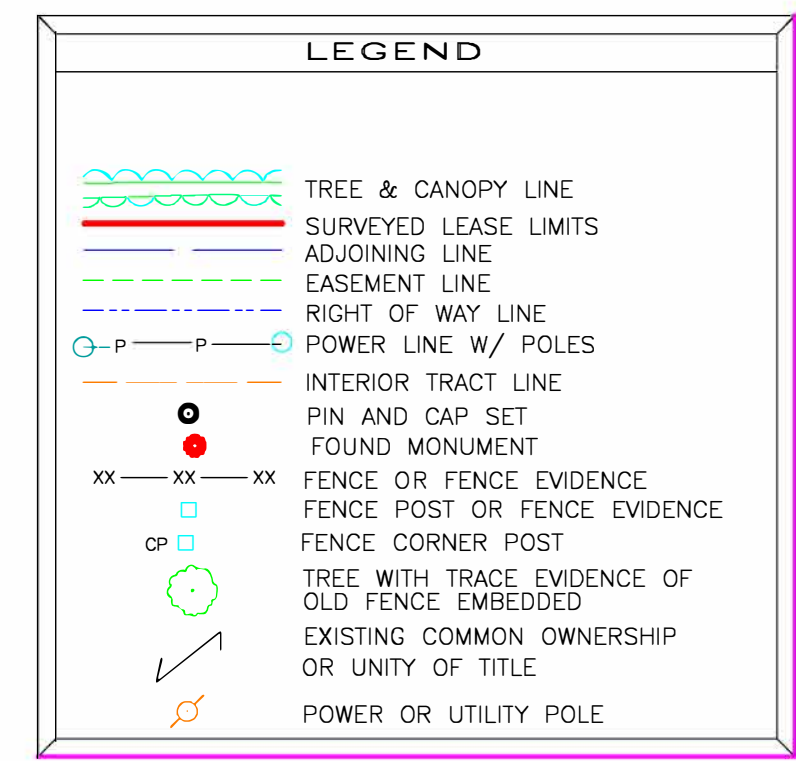 LEGEND
TREE & CANOPY LINE
SURVEYED LEASE LIMITS
ADJOINING LINE
EASEMENT LINE
RIGHT OF WAY LINE
P P POWER LINE W/ POLES
INTERIOR TRACT LINE
PIN AND CAP SET
FOUND MONUMENT
XX XX XX FENCE OR FENCE EVIDENCE
FENCE POST OR FENCE EVIDENCE
CP FENCE CORNER POST
TREE WITH TRACE EVIDENCE OF
OLD FENCE EMBEDDED
EXISTING COMMON OWNERSHIP
OR UNITY OF TITLE
POWER OR UTILITY POLE